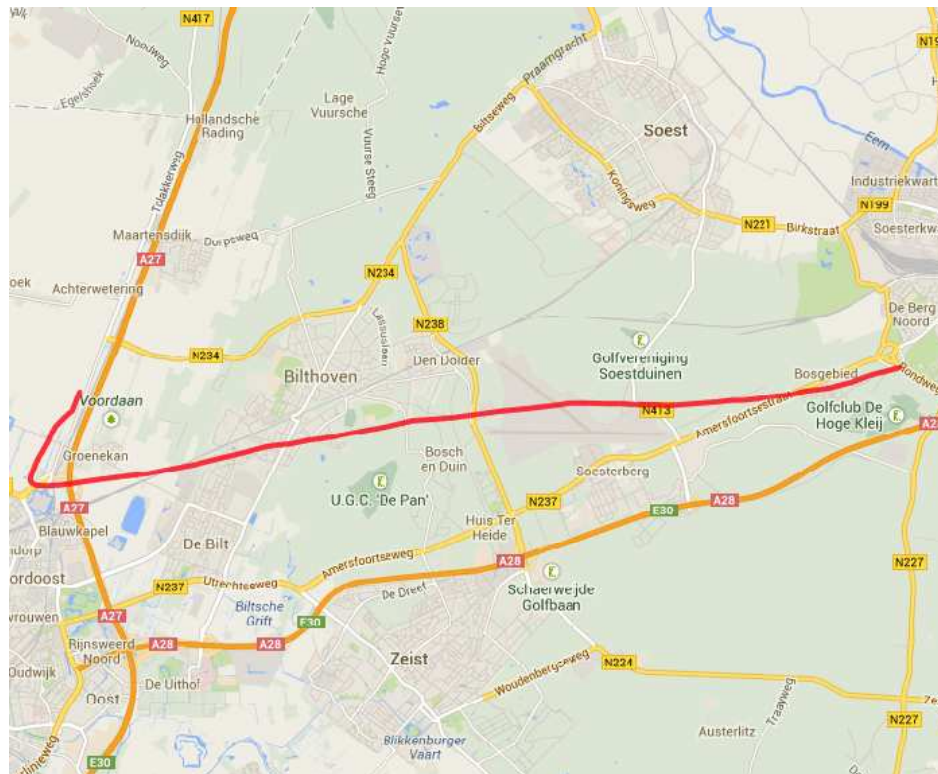 N417
Noodweg
Egelshoek
Hoge Vuurse
Hollandsche
Rading
Lage
Vuursche
Vuurse Steeg
Tolakkerweg
Praamgracht
Biltseweg
Soest
Koningsweg
N221
Birkstraat
Eem
Industriekwart
N199
Soesterkw
Maartensdijk
Dorpsweg
A27
Achterwetering
N234
N234
N238
Den Dolder
Bilthoven
Golfvereniging
Soestduinen
De Berg
Noord
Bosgebied
Rondweg
N413
Amersfoortsestraat
Golfclub De
Hoge Kleij
Voordaan
Groenekan
A27
Bosch
en Duin
U.G.C. 'De Pan'
Soesterberg
N237
A28
E30
Huis Ter
Heide
Blauwkapel
De Bilt
Amersfoortseweg
A28
N227
N237
Utrechtseweg
De Dreef
Schaerweijde
Golfbaan
Biltsche
Grift
E30
A27
A28
A28
Rijnsweerd
Noord
Oudwijk
De Uithof
Zeist
Woudenbergseweg
N224
Oost
Austerlitz
Traayweg
N227
Blikkenburger
Vaart
E30